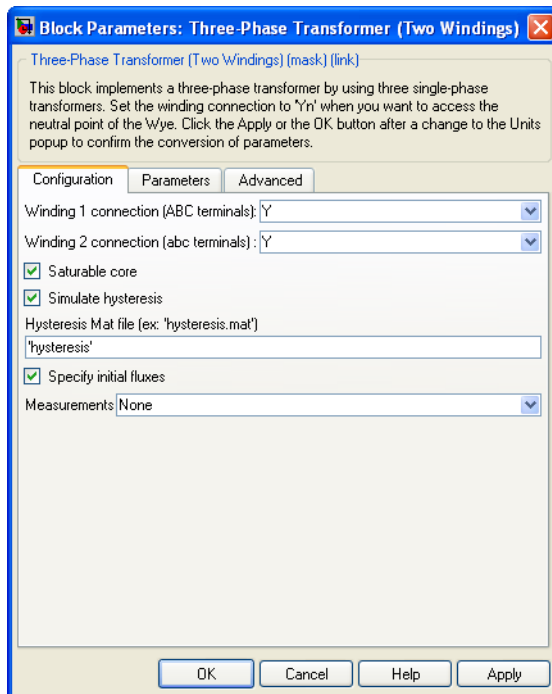 Block Parameters: Three-Phase Transformer (Two Windings)
Three-Phase Transformer (Two Windings) (mask) (link)
This block implements a three-phase transformer by using three single-phase
transformers. Set the winding connection to 'Yn' when you want to access the
neutral point of the Wye. Click the Apply or the OK button after a change to the Units
popup to confirm the conversion of parameters.
Configuration Parameters Advanced
Winding 1 connection (ABC terminals): Y
Winding 2 connection (abc terminals) : Y
Saturable core
Simulate hysteresis
Hysteresis Mat file (ex: 'hysteresis.mat')
'hysteresis'
Specify initial fluxes
Measurements None
OK Cancel Help Apply